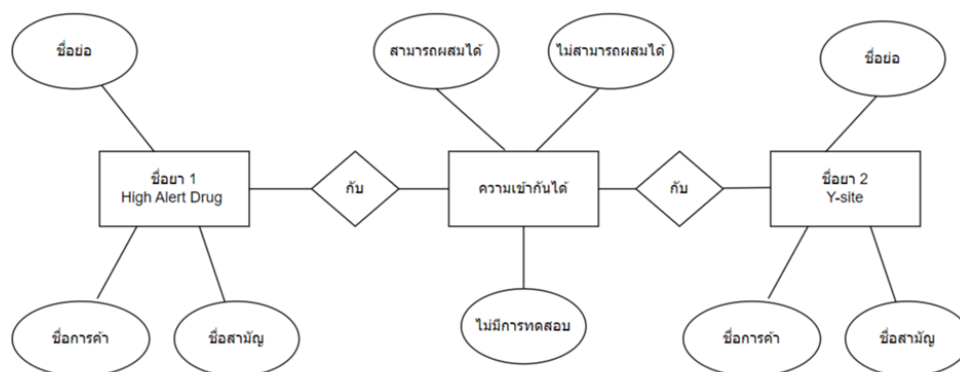 ชื่อย่อ
สามารถผสมได้
ไม่สามารถผสมได้
ชื่อย่อ
ชื่อยา 1
High Alert Drug
กับ
ความเข้ากันได้
กับ
ชื่อยา 2
Y-site
ชื่อการค้า
ชื่อสามัญ
ไม่มีการทดสอบ
ชื่อการค้า
ชื่อสามัญ